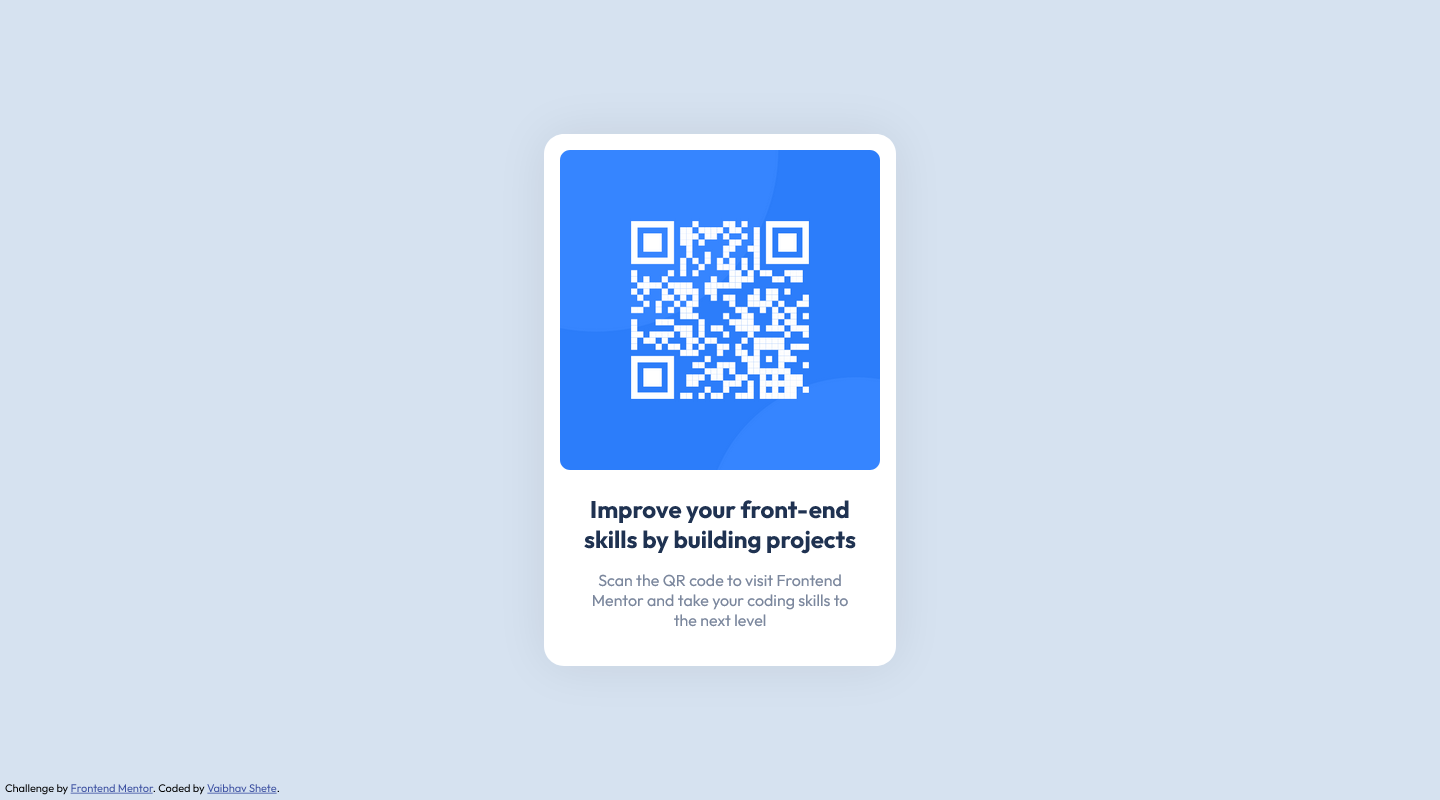 Improve your front-end
skills by building projects
Scan the QR code to visit Frontend
Mentor and take your coding skills to
the next level
Challenge by Frontend Mentor. Coded by Vaibhav Shete.